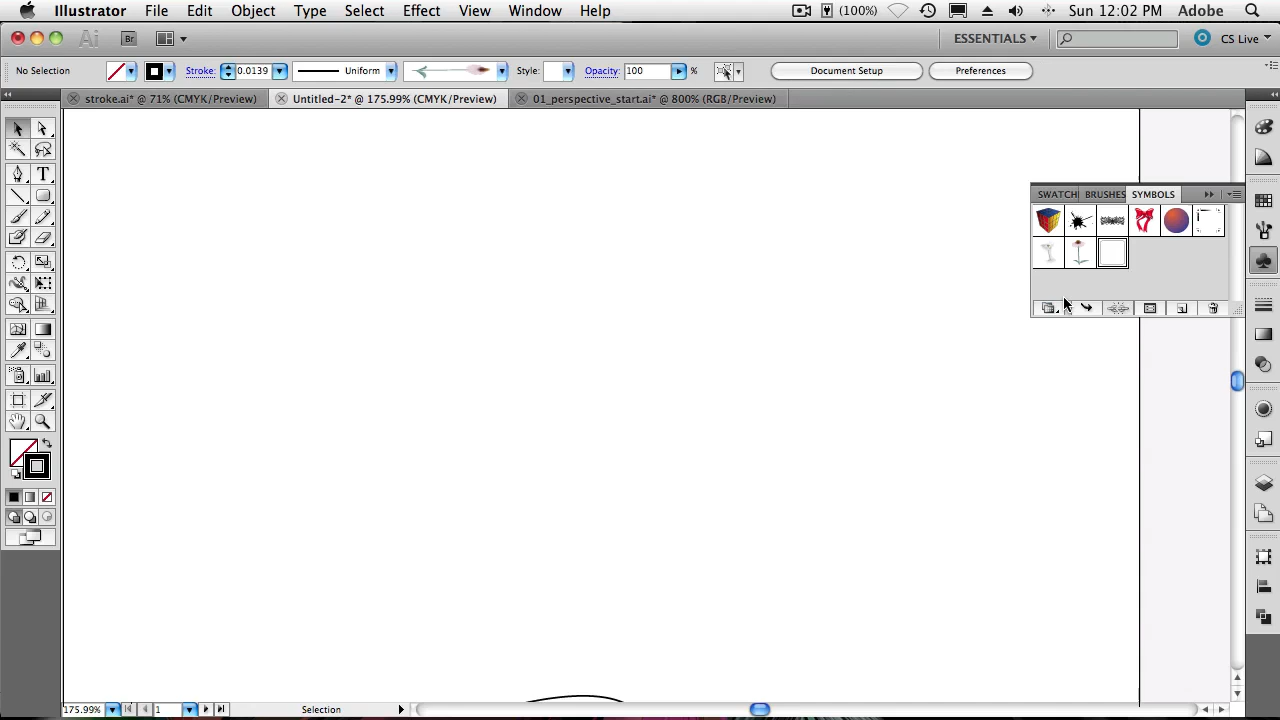 Illustrator File Edit Object Type Select Effect View Window Help (100%) Sun 12:02 PM Adobe
Ai Br ESSENTIALS CS Live
No Selection Stroke: 0.0139 Uniform Style: Opacity: 100 % Document Setup Preferences
stroke.ai* @ 71% (CMYK/Preview) Untitled-2* @ 175.99% (CMYK/Preview) 01_perspective_start.ai* @ 800% (RGB/Preview)
SWATCH BRUSHES SYMBOLS
T
175.99% 1 Selection